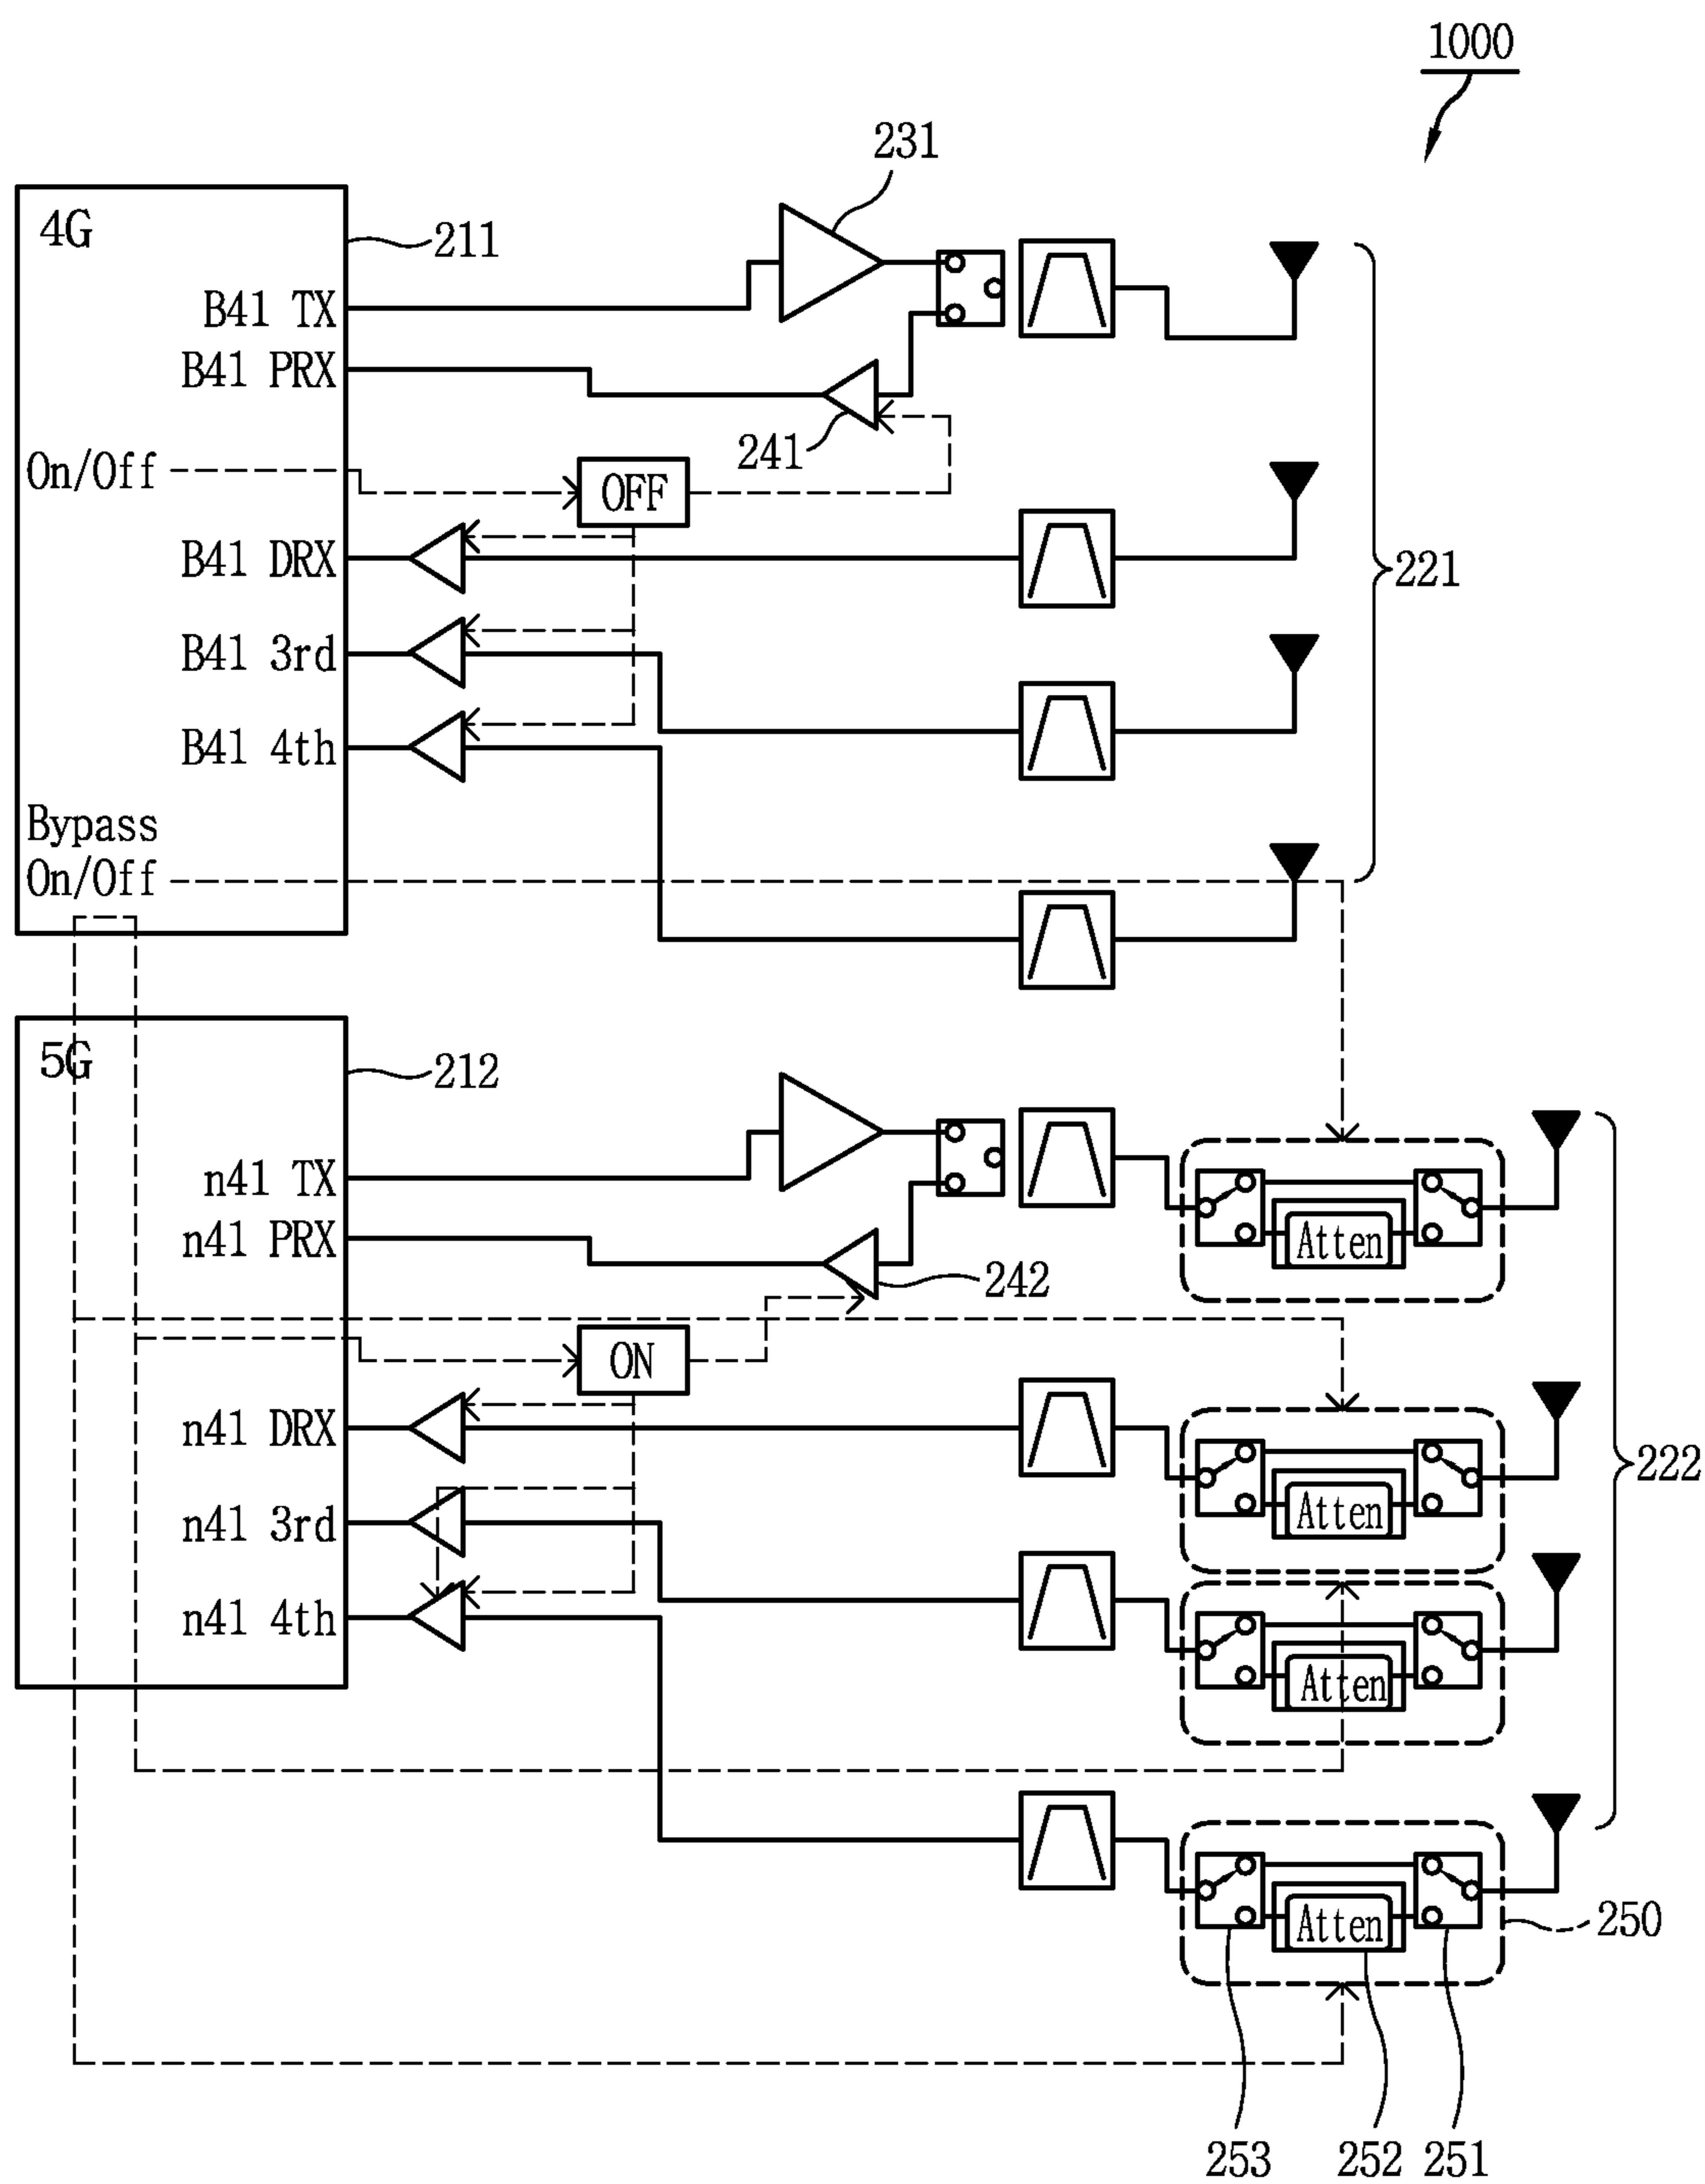 1000
231
4G
211
B41 TX
B41 PRX
241
On/Off
OFF
B41 DRX
221
B41 3rd
B41 4th
Bypass
On/Off
5G
212
n41 TX
n41 PRX
Atten
242
ON
n41 DRX
222
Atten
n41 3rd
n41 4th
Atten
Atten
250
253
252
251